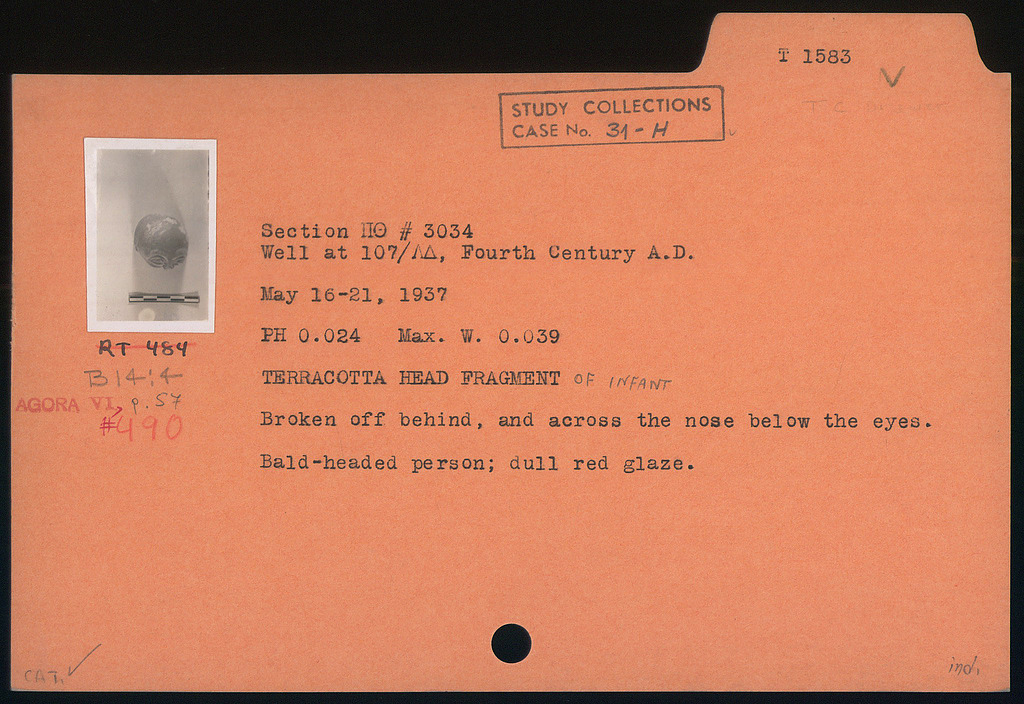 T 1583
V
STUDY COLLECTIONS
CASE No. 31-H
Section ΠΘ # 3034
Well at 107/ΛΔ, Fourth Century A.D.
May 16-21, 1937
PH 0.024 Max. W. 0.039
TERRACOTTA HEAD FRAGMENT OF INFANT
Broken off behind, and across the nose below the eyes.
Bald-headed person; dull red glaze.
RT 484
B1414
AGORA VI, p. 57
#490
CAT. ✓
ind.